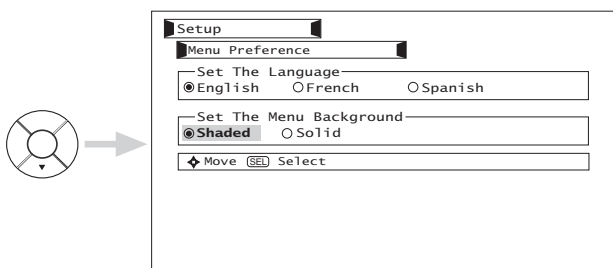 Setup
Menu Preference
Set The Language
English French Spanish
Set The Menu Background
Shaded Solid
Move SEL Select